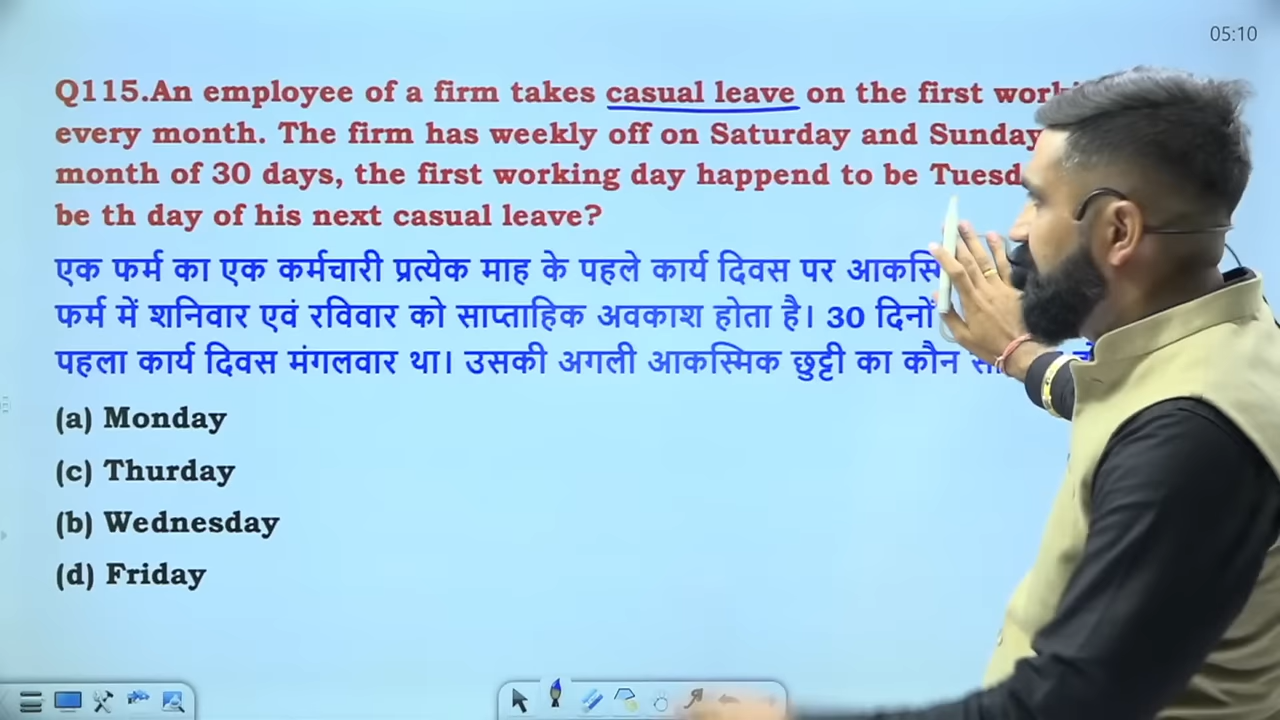 05:10
Q115.An employee of a firm takes casual leave on the first
every month. The firm has weekly off on Saturday and Sunday
month of 30 days, the first working day happend to be
be th day of his next casual leave?
एक फर्म का एक कर्मचारी प्रत्येक माह के पहले कार्य दिवस पर
फर्म में शनिवार एवं रविवार को साप्ताहिक अवकाश होता है। 30 दिनों
पहला कार्य दिवस मंगलवार था। उसकी अगली आकस्मिक छुट्टी का कौन
(a) Monday
(c) Thurday
(b) Wednesday
(d) Friday